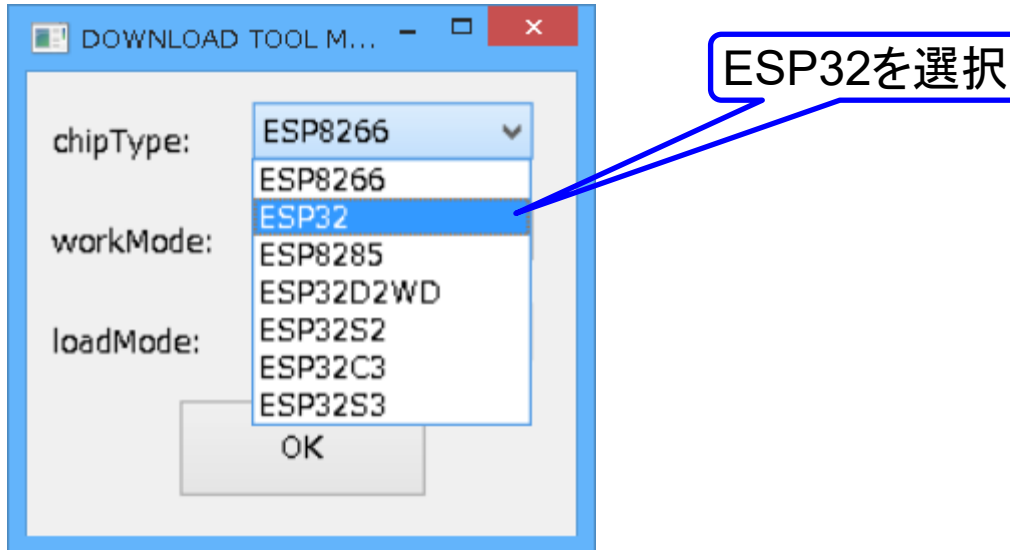 DOWNLOAD TOOL M...
ESP32を選択
chipType:
ESP8266
ESP8266
ESP32
workMode:
ESP8285
ESP32D2WD
loadMode:
ESP32S2
ESP32C3
ESP32S3
OK